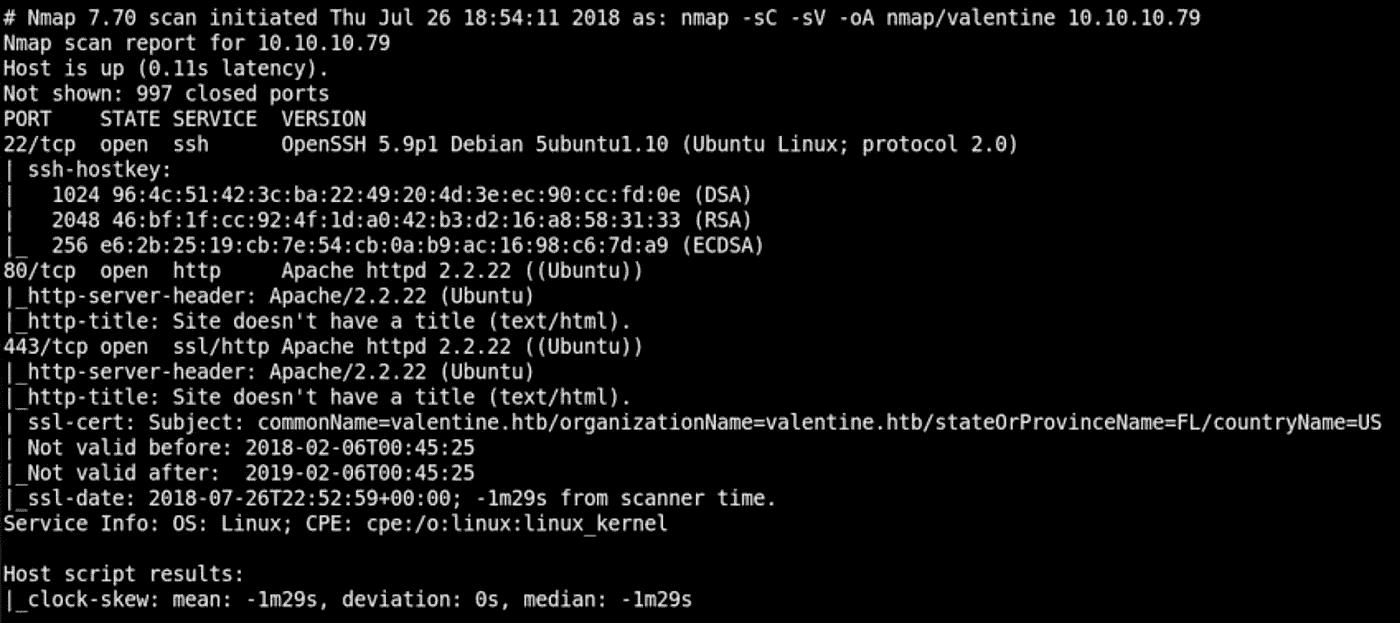 # Nmap 7.70 scan initiated Thu Jul 26 18:54:11 2018 as: nmap -sC -sV -oA nmap/valentine 10.10.10.79
Nmap scan report for 10.10.10.79
Host is up (0.11s latency).
Not shown: 997 closed ports
PORT    STATE SERVICE  VERSION
22/tcp  open  ssh      OpenSSH 5.9p1 Debian 5ubuntu1.10 (Ubuntu Linux; protocol 2.0)
| ssh-hostkey:
|   1024 96:4c:51:42:3c:ba:22:49:20:4d:3e:ec:90:cc:fd:0e (DSA)
|   2048 46:bf:1f:cc:92:4f:1d:a0:42:b3:d2:16:a8:58:31:33 (RSA)
|_  256 e6:2b:25:19:cb:7e:54:cb:0a:b9:ac:16:98:c6:7d:a9 (ECDSA)
80/tcp  open  http     Apache httpd 2.2.22 ((Ubuntu))
|_http-server-header: Apache/2.2.22 (Ubuntu)
|_http-title: Site doesn't have a title (text/html).
443/tcp open  ssl/http Apache httpd 2.2.22 ((Ubuntu))
|_http-server-header: Apache/2.2.22 (Ubuntu)
|_http-title: Site doesn't have a title (text/html).
| ssl-cert: Subject: commonName=valentine.htb/organizationName=valentine.htb/stateOrProvinceName=FL/countryName=US
| Not valid before: 2018-02-06T00:45:25
|_Not valid after:  2019-02-06T00:45:25
|_ssl-date: 2018-07-26T22:52:59+00:00; -1m29s from scanner time.
Service Info: OS: Linux; CPE: cpe:/o:linux:linux_kernel
Host script results:
|_clock-skew: mean: -1m29s, deviation: 0s, median: -1m29s